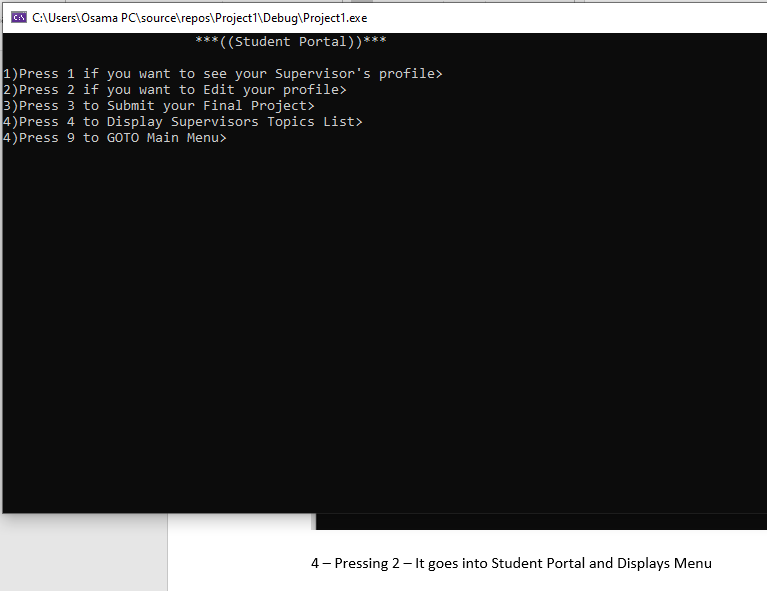 C:\Users\Osama PC\source\repos\Project1\Debug\Project1.exe
***((Student Portal))***
1)Press 1 if you want to see your Supervisor's profile>
2)Press 2 if you want to Edit your profile>
3)Press 3 to Submit your Final Project>
4)Press 4 to Display Supervisors Topics List>
4)Press 9 to GOTO Main Menu>
4 – Pressing 2 – It goes into Student Portal and Displays Menu